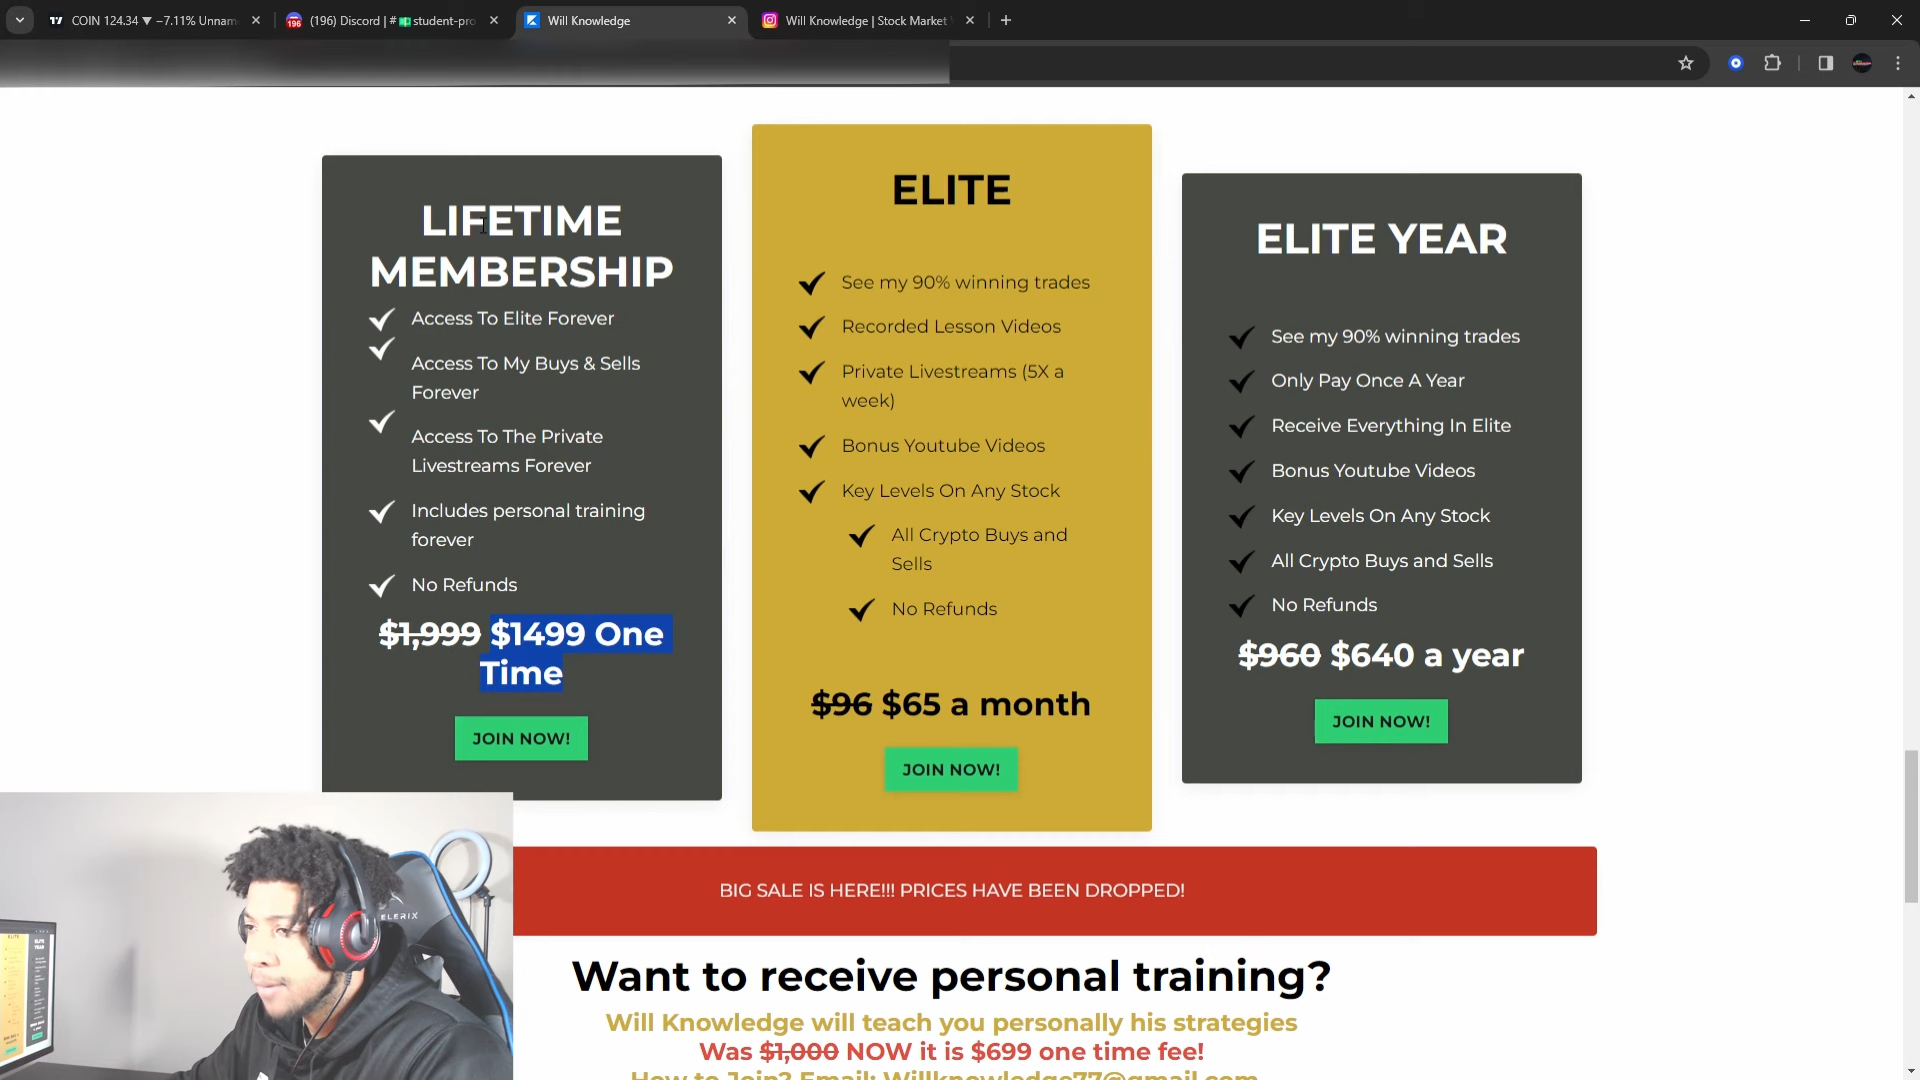 COIN 124.34 ▼ −7.11% Unnam
(196) Discord | # student-pro
Will Knowledge
Will Knowledge | Stock Market
LIFETIME
MEMBERSHIP
Access To Elite Forever
Access To My Buys & Sells
Forever
Access To The Private
Livestreams Forever
Includes personal training
forever
No Refunds
$1,999 $1499 One
Time
JOIN NOW!
ELITE
See my 90% winning trades
Recorded Lesson Videos
Private Livestreams (5X a
week)
Bonus Youtube Videos
Key Levels On Any Stock
All Crypto Buys and
Sells
No Refunds
$96 $65 a month
JOIN NOW!
ELITE YEAR
See my 90% winning trades
Only Pay Once A Year
Receive Everything In Elite
Bonus Youtube Videos
Key Levels On Any Stock
All Crypto Buys and Sells
No Refunds
$960 $640 a year
JOIN NOW!
BIG SALE IS HERE!!! PRICES HAVE BEEN DROPPED!
Want to receive personal training?
Will Knowledge will teach you personally his strategies
Was $1,000 NOW it is $699 one time fee!
How to Join? Email: Willknowledge77@gmail.com